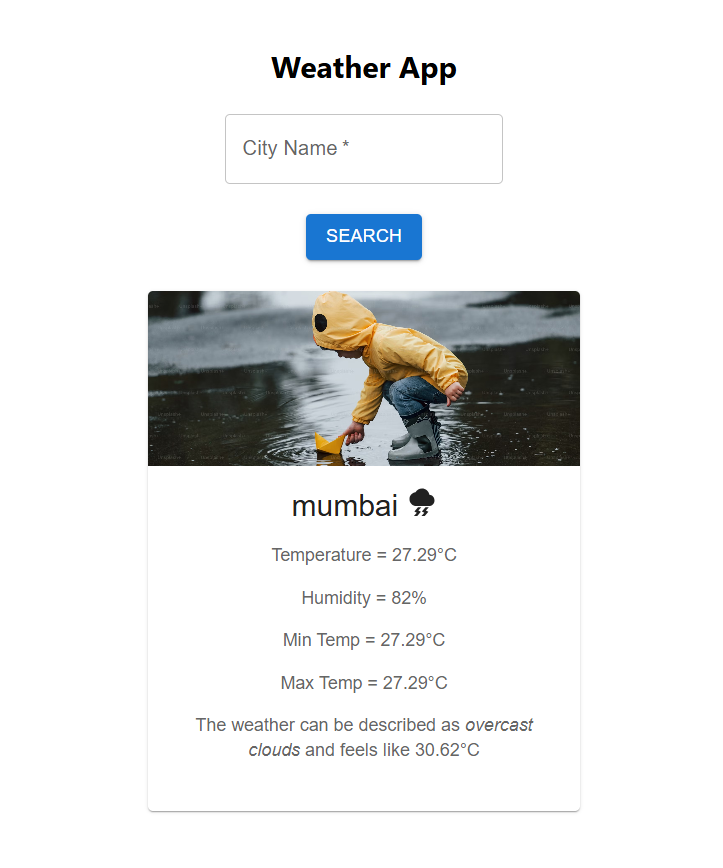 Weather App
City Name *
SEARCH
mumbai
Temperature = 27.29°C
Humidity = 82%
Min Temp = 27.29°C
Max Temp = 27.29°C
The weather can be described as overcast
clouds and feels like 30.62°C